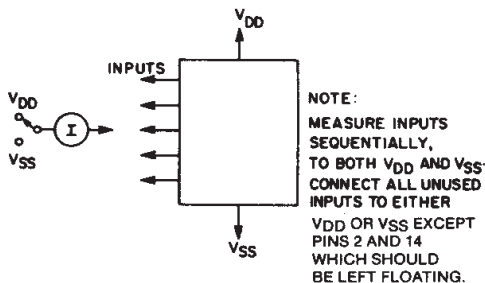 VDD
INPUTS
VDD
I
VSS
VSS
NOTE:
MEASURE INPUTS
SEQUENTIALLY,
TO BOTH VDD AND VSS.
CONNECT ALL UNUSED
INPUTS TO EITHER
VDD OR VSS EXCEPT
PINS 2 AND 14
WHICH SHOULD
BE LEFT FLOATING.